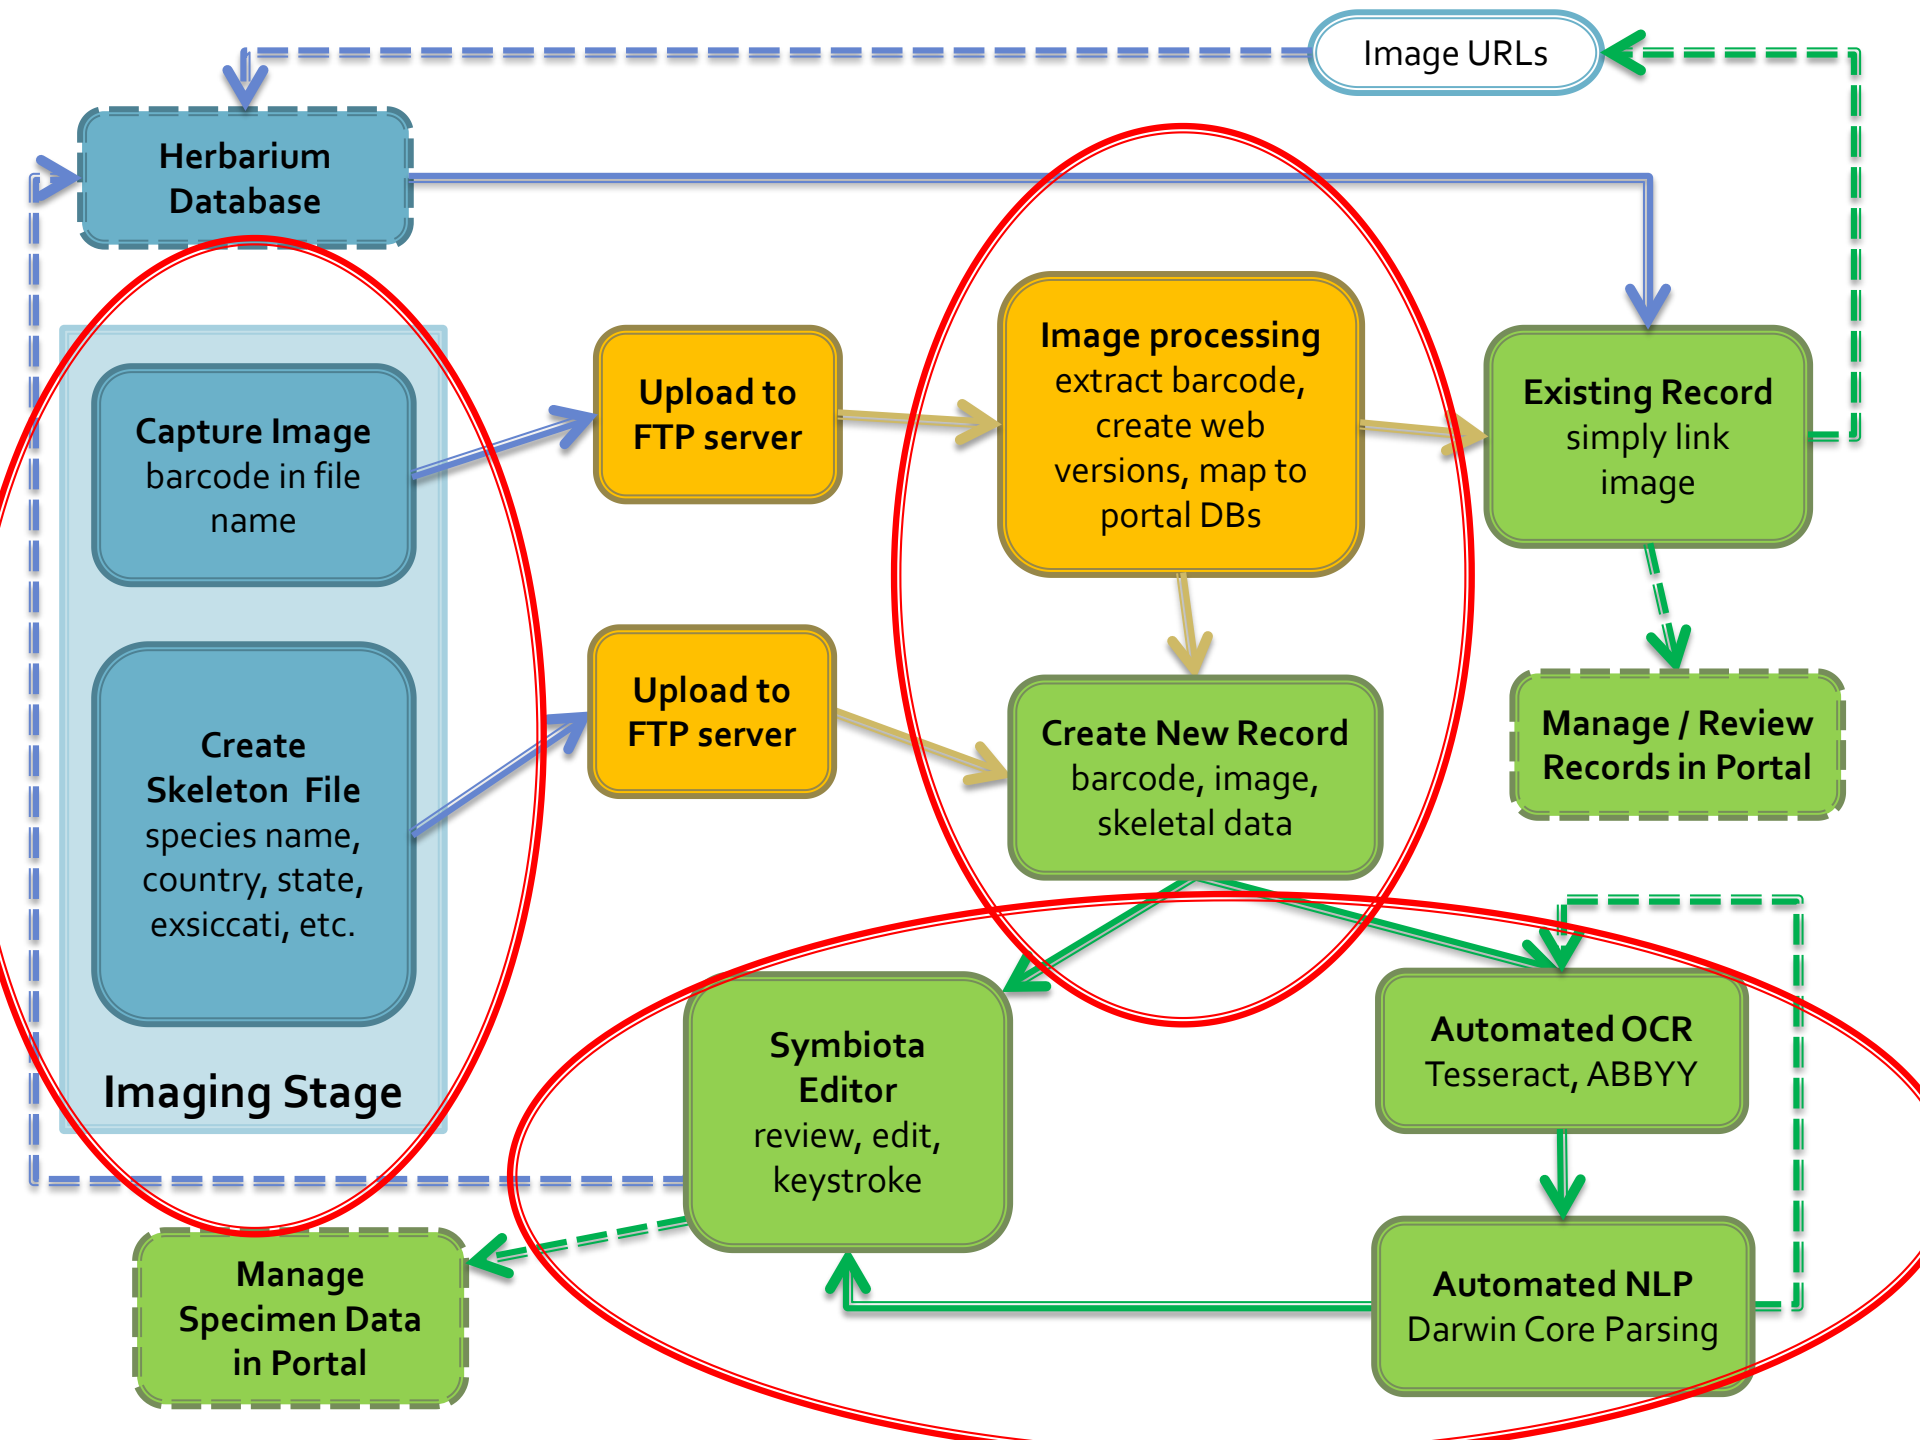 Image URLs
Herbarium
Database
Capture Image
barcode in file
name
Create
Skeleton File
species name,
country, state,
exsiccati, etc.
Imaging Stage
Upload to
FTP server
Upload to
FTP server
Image processing
extract barcode,
create web
versions, map to
portal DBs
Existing Record
simply link
image
Create New Record
barcode, image,
skeletal data
Manage / Review
Records in Portal
Symbiota
Editor
review, edit,
keystroke
Automated OCR
Tesseract, ABBYY
Automated NLP
Darwin Core Parsing
Manage
Specimen Data
in Portal